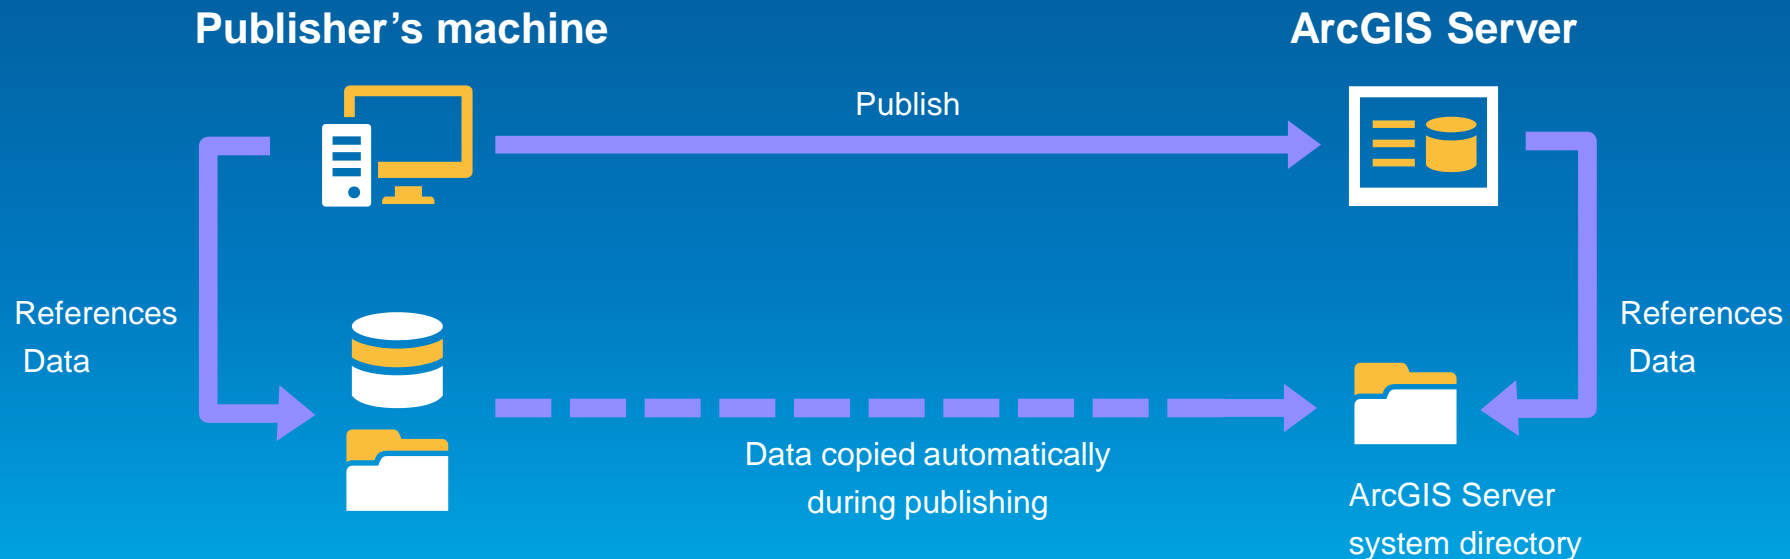 Publisher’s machine
ArcGIS Server
Publish
References
Data
References
Data
Data copied automatically
during publishing
ArcGIS Server
system directory